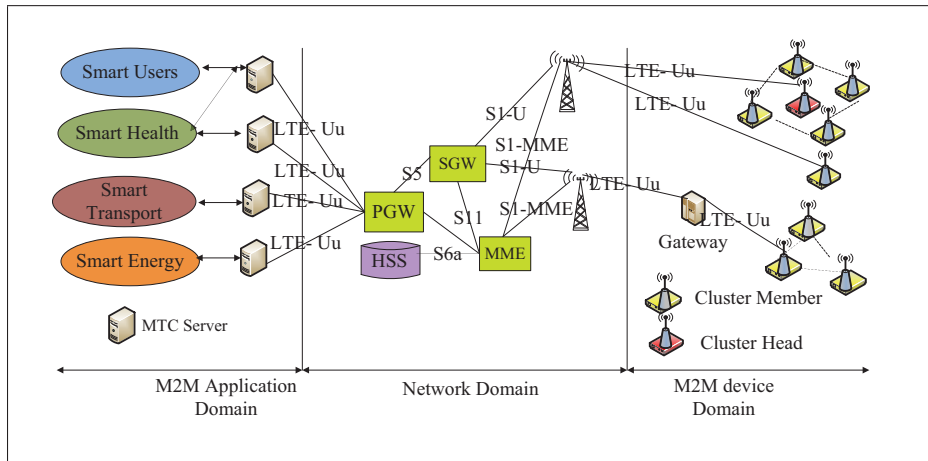 Smart Users
Smart Health
Smart
Transport
Smart Energy
MTC Server
LTE- Uu
LTE- Uu
LTE- Uu
LTE- Uu
PGW
HSS
S5
SGW
S11
S6a
MME
S1-U
S1-MME
S1-U
S1-MME
LTE- Uu
LTE- Uu
LTE- Uu
Gateway
LTE- Uu
Cluster Member
Cluster Head
M2M Application
Domain
Network Domain
M2M device
Domain